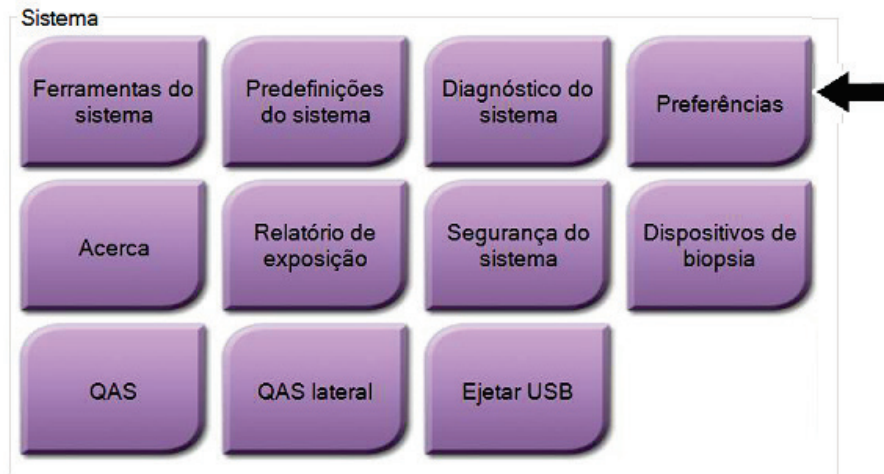 Sistema
Ferramentas do
sistema
Predefinições
do sistema
Diagnóstico do
sistema
Preferências
Acerca
Relatório de
exposição
Segurança do
sistema
Dispositivos de
biopsia
QAS
QAS lateral
Ejetar USB